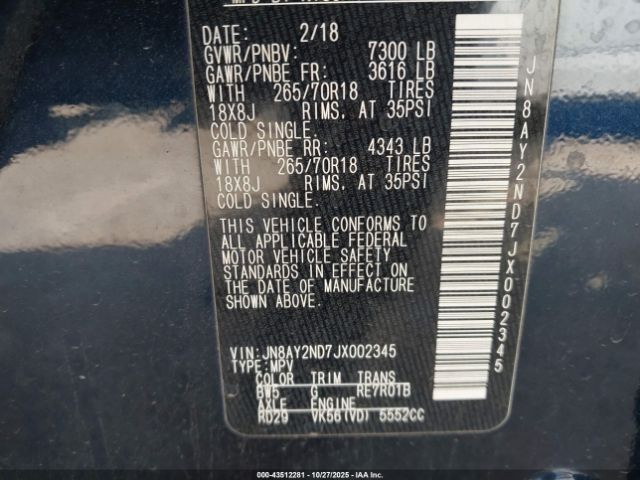 DATE: 2/18
GVWR/PNBV: 7300 LB
GAWR/PNBE FR: 3616 LB
WITH 265/70R18 TIRES
18X8J RIMS, AT 35PSI
COLD SINGLE.
GAWR/PNBE RR: 4343 LB
WITH 265/70R18 TIRES
18X8J RIMS, AT 35PSI
COLD SINGLE.
THIS VEHICLE CONFORMS TO
ALL APPLICABLE FEDERAL
MOTOR VEHICLE SAFETY
STANDARDS IN EFFECT ON
THE DATE OF MANUFACTURE
SHOWN ABOVE.
VIN:JN8AY2ND7JX002345
TYPE:MPV
COLOR TRIM TRANS
BW5 G RE7R01B
AXLE ENGINE
RD29 VK56(VD) 5552CC
JN8AY2ND7JX002345
000-43512281 | 10/27/2025 | Copyright © IAA, LLC